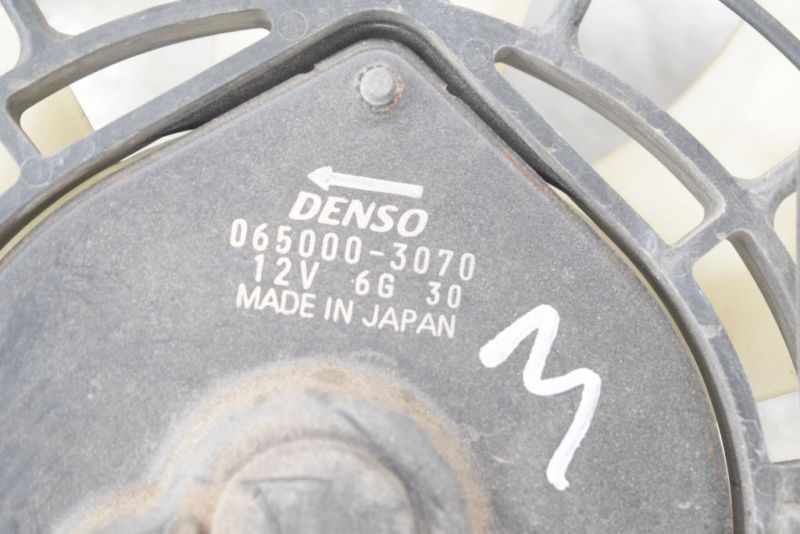 DENSO
065000-3070
12V 6G 30
MADE IN JAPAN
M